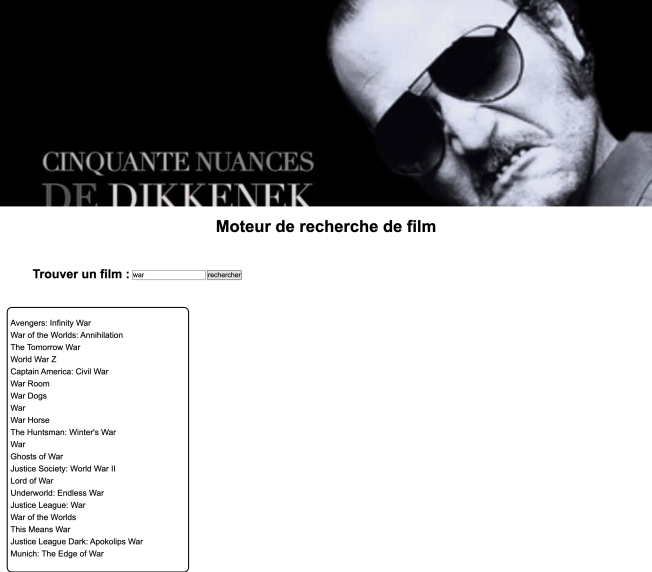 CINQUANTE NUANCES
DE DIKKENEK
Moteur de recherche de film
Trouver un film : war rechercher
Avengers: Infinity War
War of the Worlds: Annihilation
The Tomorrow War
World War Z
Captain America: Civil War
War Room
War Dogs
War
War Horse
The Huntsman: Winter's War
War
Ghosts of War
Justice Society: World War II
Lord of War
Underworld: Endless War
Justice League: War
War of the Worlds
This Means War
Justice League Dark: Apokolips War
Munich: The Edge of War